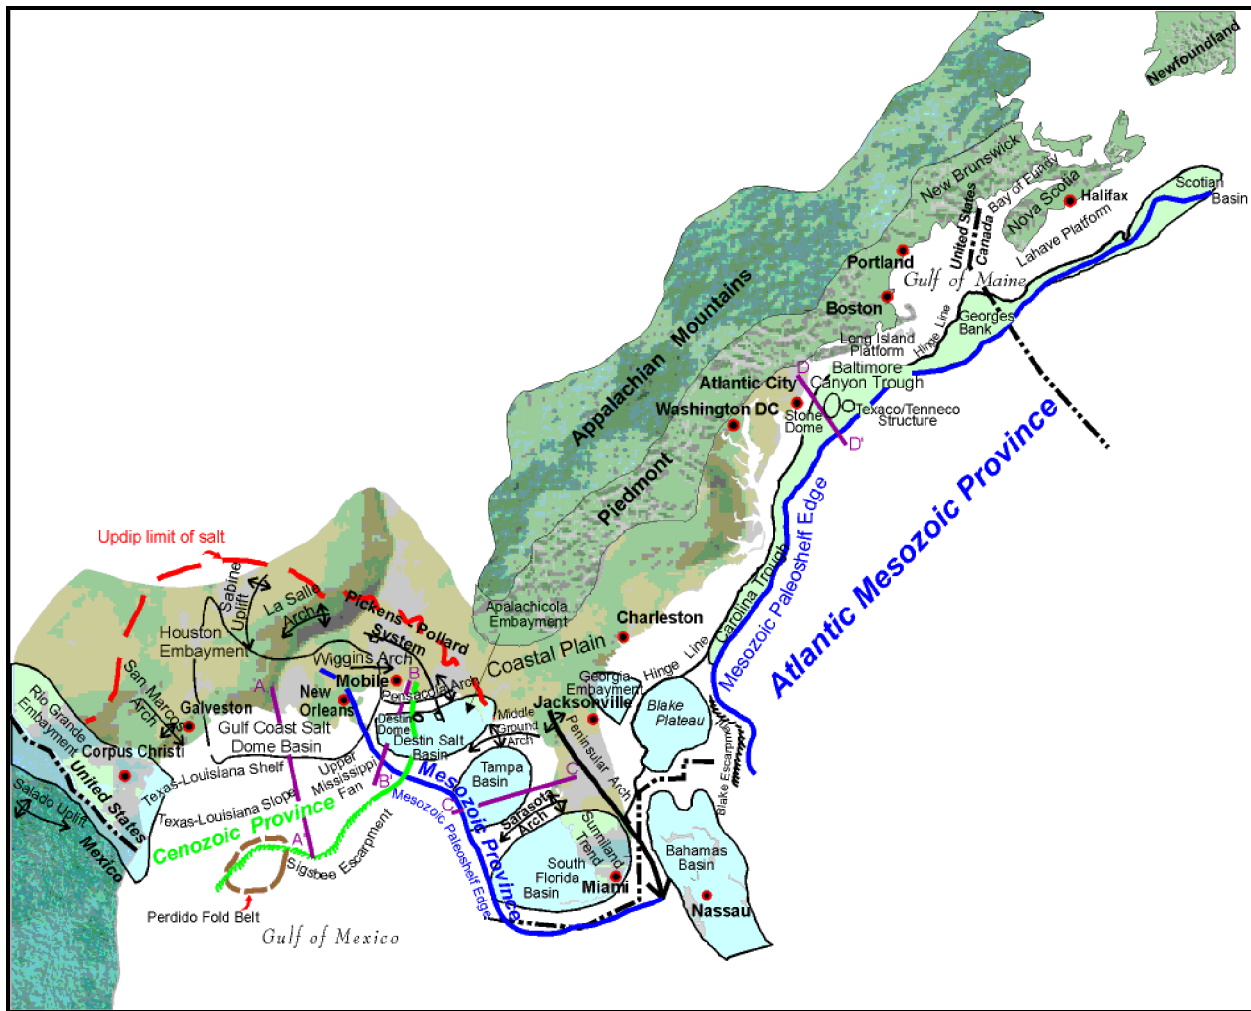 Newfoundland
New Brunswick
Bay of Fundy
Nova Scotia
Halifax
Scotian
Basin
United States
Canada
Lahave Platform
Portland
Gulf of Maine
Boston
Georges
Bank
Hinge Line
Long Island
Platform
Appalachian Mountains
D
Baltimore
Canyon Trough
Atlantic City
Washington DC
Stone
Dome
Texaco/Tenneco
Structure
D'
Piedmont
Atlantic Mesozoic Province
Mesozoic Paleoshelf Edge
Carolina Trough
Updip limit of salt
Sabine
Uplift
La Salle
Arch
Pickens - Pollard
System
Apalachicola
Embayment
Charleston
Coastal Plain
Hinge Line
Houston
Embayment
Wiggins Arch
Mobile
B
Pensacola Arch
Georgia
Embayment
Jacksonville
Blake
Plateau
San Marcos
Arch
Galveston
A
New
Orleans
Gulf Coast Salt
Dome Basin
Destin
Dome
Destin Salt
Basin
Middle
Ground
Arch
Peninsular Arch
Blake Escarpment
Rio Grande
Embayment
Corpus Christi
Texas-Louisiana Shelf
Upper
Mississippi
Fan
B'
Mesozoic Province
Tampa
Basin
C
C'
Salado Uplift
United States
Mexico
Texas-Louisiana Slope
Cenozoic Province
A'
Sigsbee Escarpment
Mesozoic Paleoshelf Edge
Sarasota
Arch
Sunniland
Trend
South
Florida
Basin
Miami
Bahamas
Basin
Nassau
Perdido Fold Belt
Gulf of Mexico